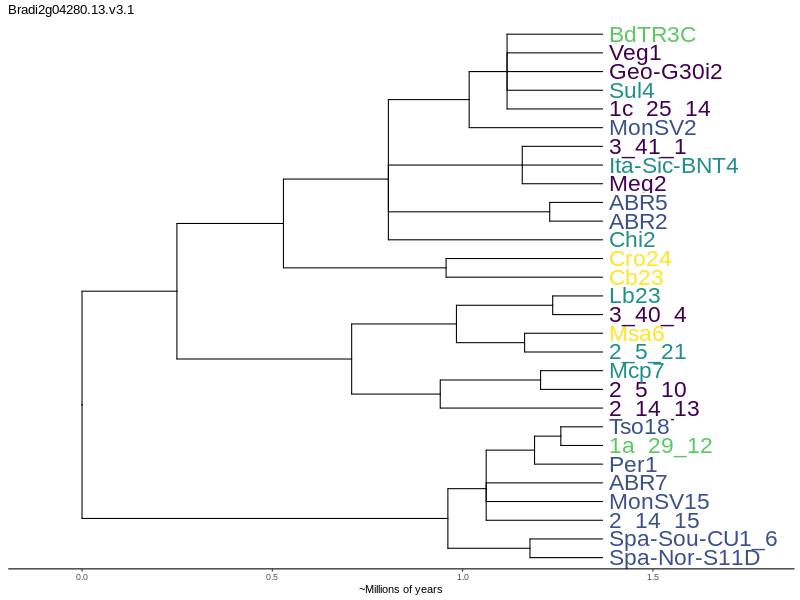 Bradi2g04280.13.v3.1
BdTR3C
Veg1
Geo-G30i2
Sul4
1c_25_14
MonSV2
3_41_1
Ita-Sic-BNT4
Meg2
ABR5
ABR2
Chi2
Cro24
Cb23
Lb23
3_40_4
Msa6
2_5_21
Mcp7
2_5_10
2_14_13
Tso18
1a_29_12
Per1
ABR7
MonSV15
2_14_15
Spa-Sou-CU1_6
Spa-Nor-S11D
0.0 0.5 1.0 1.5
~Millions of years